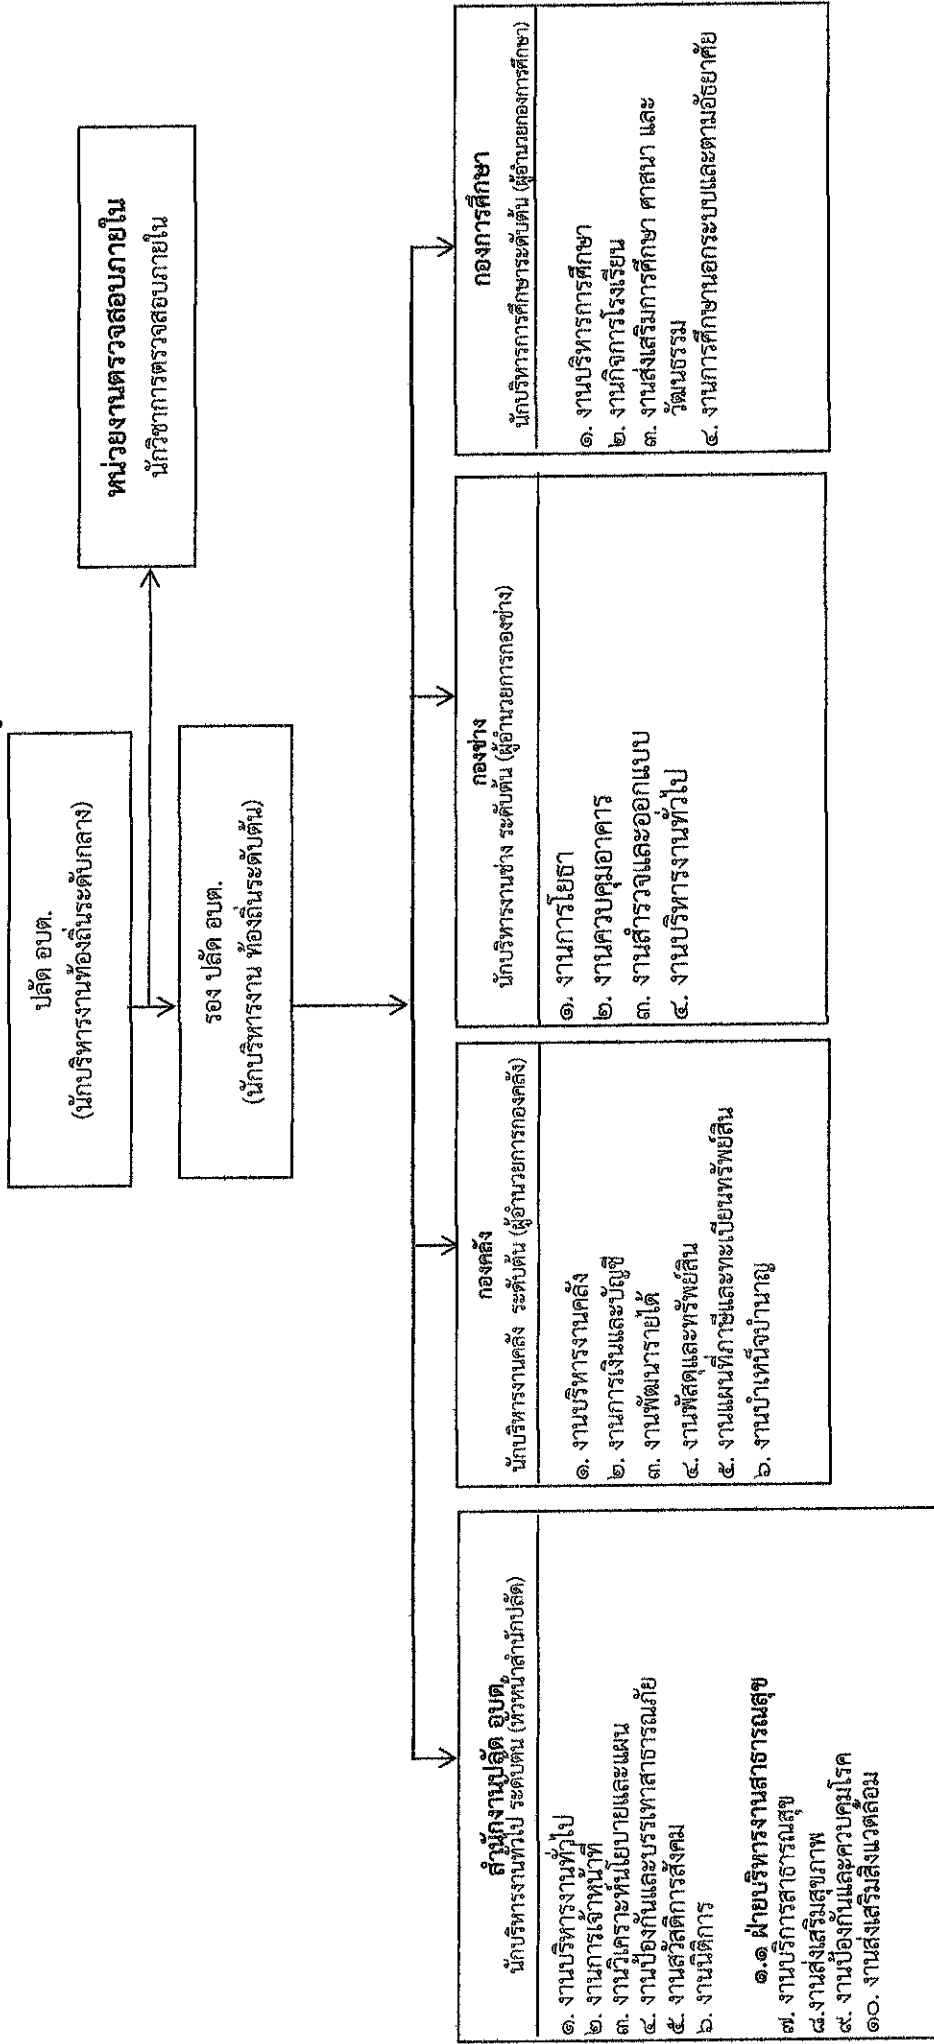 ปลัด อบต.
(นักบริหารงานท้องถิ่นระดับกลาง)
หน่วยงานตรวจสอบภายใน
นักวิชาการตรวจสอบภายใน
รอง ปลัด อบต.
(นักบริหารงาน ท้องถิ่นระดับต้น)
สำนักงานปลัด อบต.
นักบริหารงานทั่วไป ระดับต้น (หัวหน้าสำนักปลัด)
๑. งานบริหารงานทั่วไป
๒. งานการเจ้าหน้าที่
๓. งานวิเคราะห์นโยบายและแผน
๔. งานป้องกันและบรรเทาสาธารณภัย
๕. งานสวัสดิการสังคม
๖. งานนิติการ
๑.๑ ฝ่ายบริหารงานสาธารณสุข
๗. งานบริการสาธารณสุข
๘.งานส่งเสริมสุขภาพ
๙. งานป้องกันและควบคุมโรค
๑๐. งานส่งเสริมสิ่งแวดล้อม
กองคลัง
นักบริหารงานคลัง ระดับต้น (ผู้อำนวยการกองคลัง)
๑. งานบริหารงานคลัง
๒. งานการเงินและบัญชี
๓. งานพัฒนารายได้
๔. งานพัสดุและทรัพย์สิน
๕. งานแผนที่ภาษีและทะเบียนทรัพย์สิน
๖. งานบำเหน็จบำนาญ
กองช่าง
นักบริหารงานช่าง ระดับต้น (ผู้อำนวยการกองช่าง)
๑. งานการโยธา
๒. งานควบคุมอาคาร
๓. งานสำรวจและออกแบบ
๔. งานบริหารงานทั่วไป
กองการศึกษา
นักบริหารการศึกษาระดับต้น (ผู้อำนวยกองการศึกษา)
๑. งานบริหารการศึกษา
๒. งานกิจการโรงเรียน
๓. งานส่งเสริมการศึกษา ศาสนา และ
วัฒนธรรม
๔. งานการศึกษานอกระบบและตามอัธยาศัย